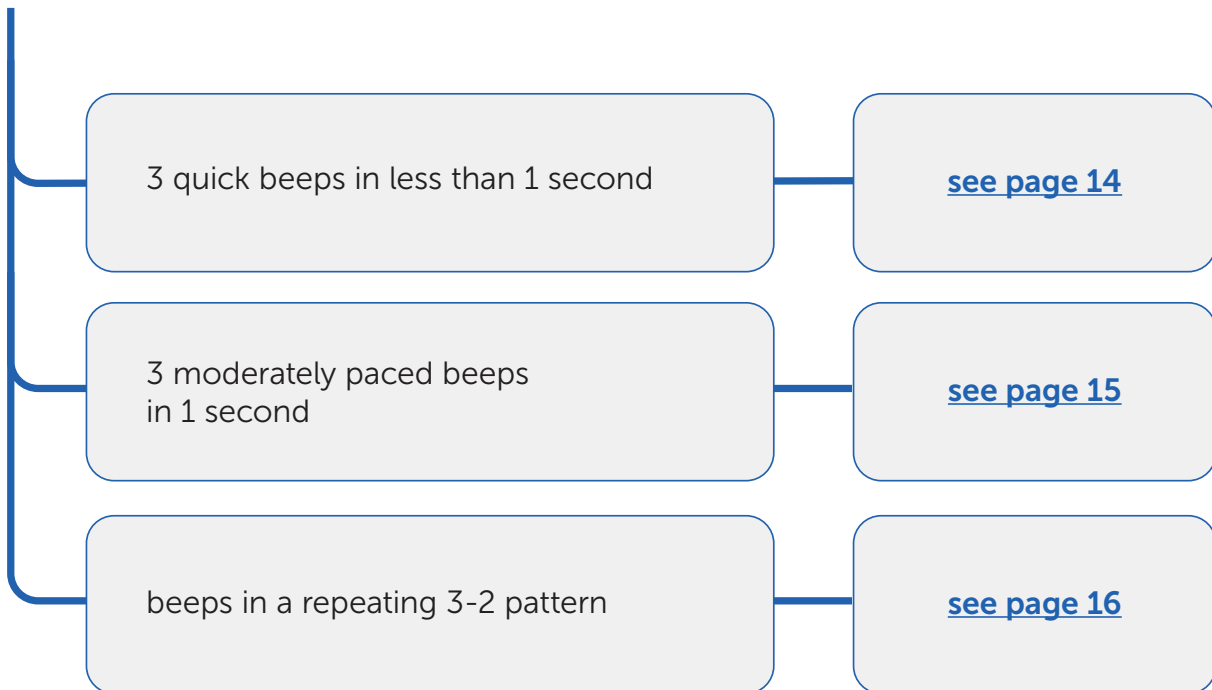 3 quick beeps in less than 1 second
see page 14
3 moderately paced beeps
in 1 second
see page 15
beeps in a repeating 3-2 pattern
see page 16